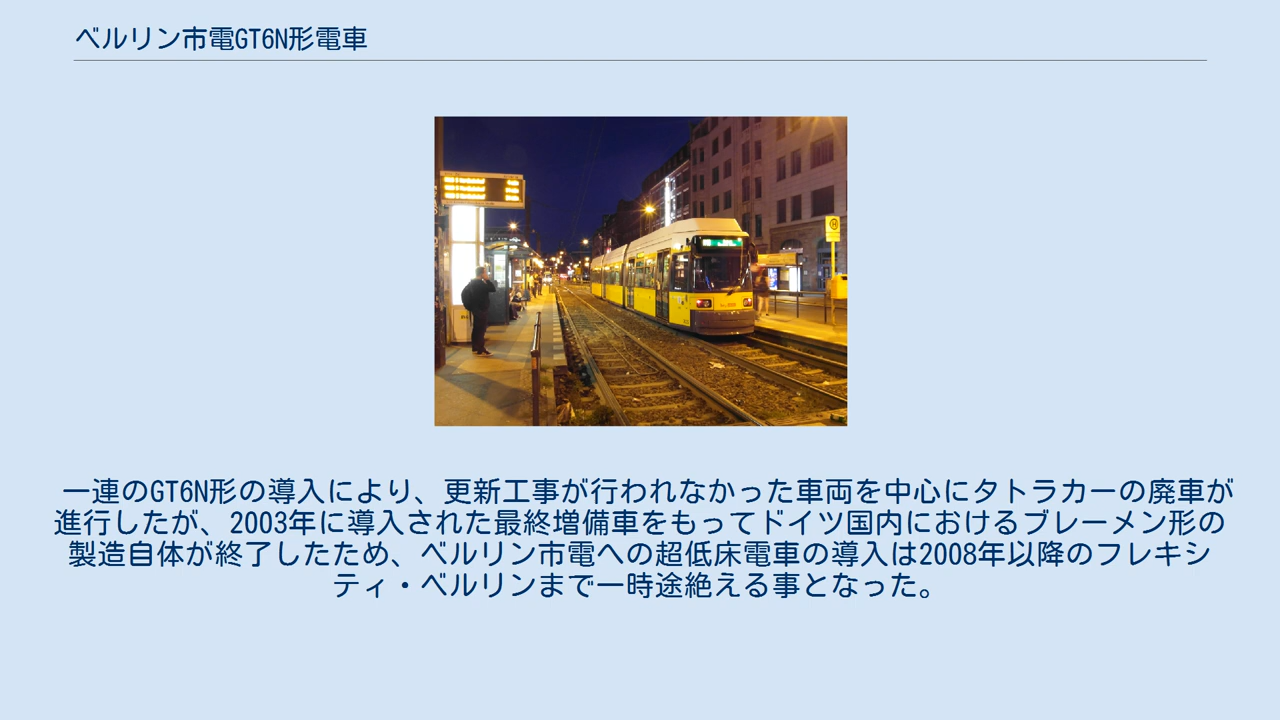 ベルリン市電GT6N形電車
一連のGT6N形の導入により、更新工事が行われなかった車両を中心にタトラカーの廃車が
進行したが、2003年に導入された最終増備車をもってドイツ国内におけるブレーメン形の
製造自体が終了したため、ベルリン市電への超低床電車の導入は2008年以降のフレキシ
ティ・ベルリンまで一時途絶える事となった。